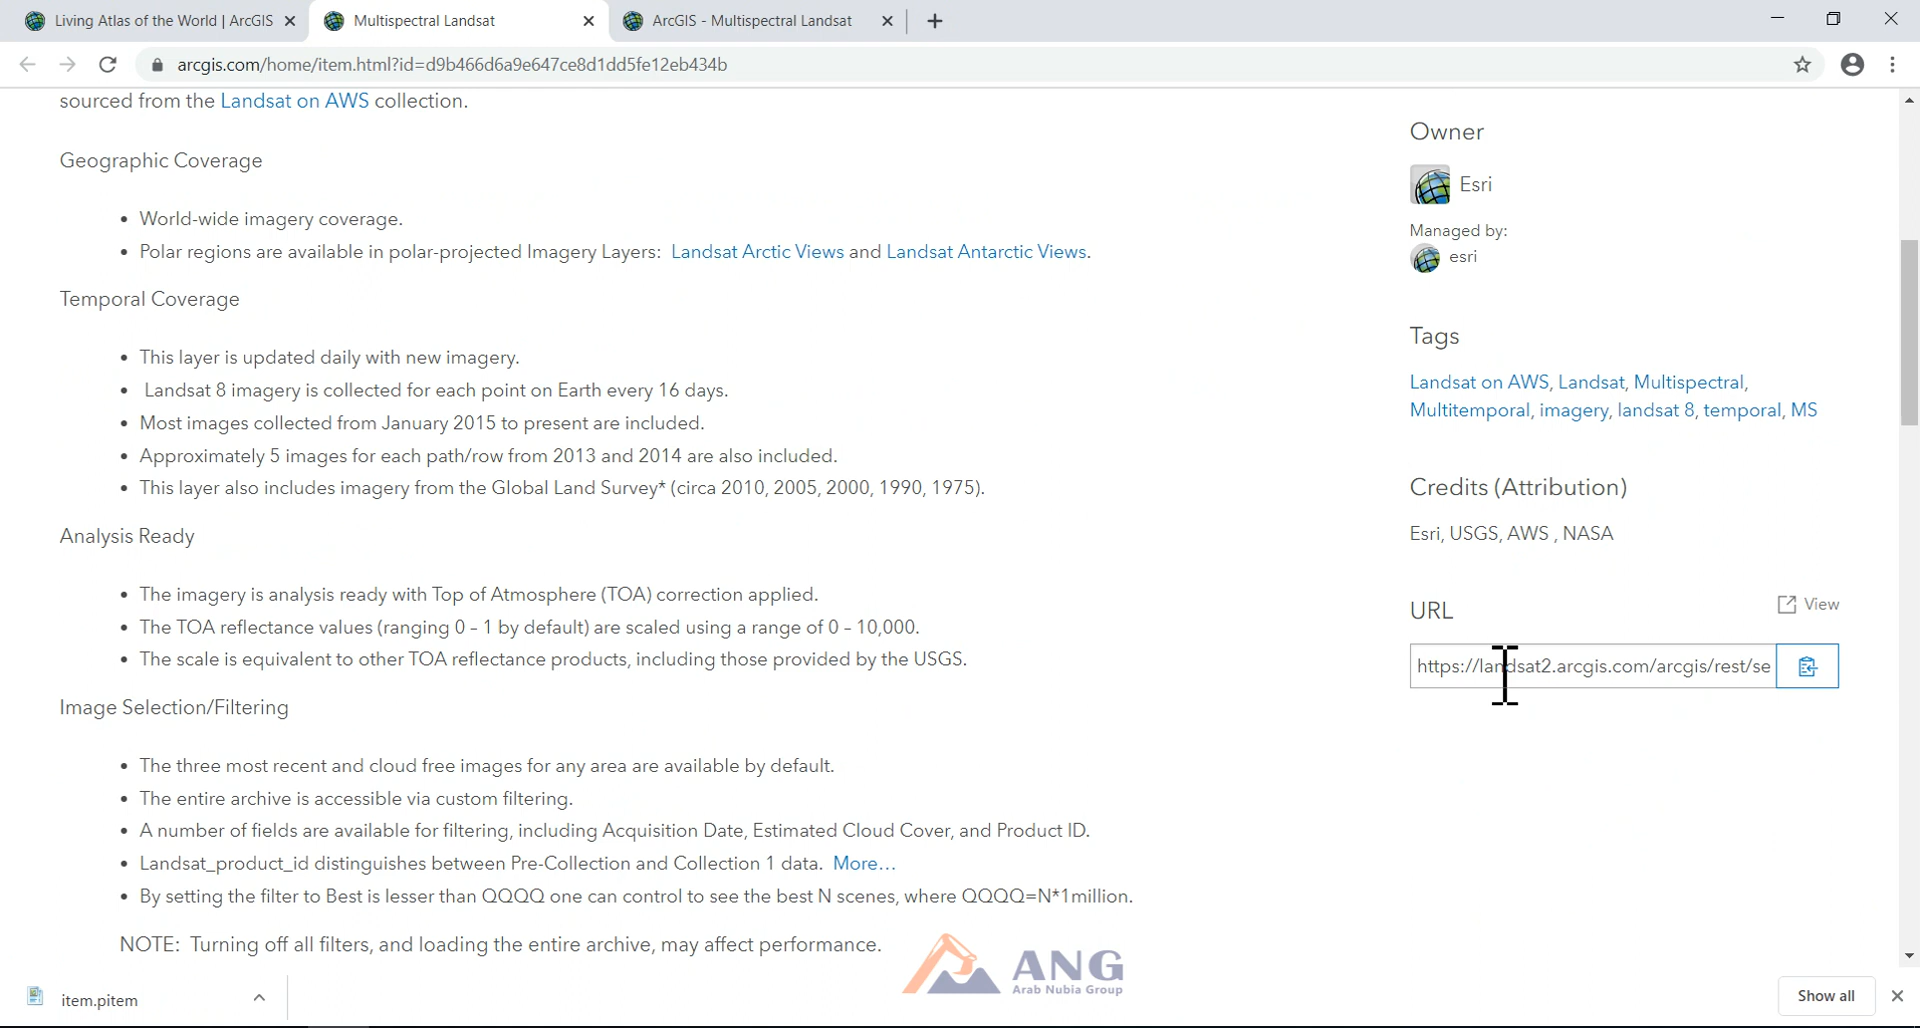 Living Atlas of the World | ArcGIS
Multispectral Landsat
ArcGIS - Multispectral Landsat
arcgis.com/home/item.html?id=d9b466d6a9e647ce8d1dd5fe12eb434b
sourced from the Landsat on AWS collection.
Geographic Coverage
• World-wide imagery coverage.
• Polar regions are available in polar-projected Imagery Layers: Landsat Arctic Views and Landsat Antarctic Views.
Temporal Coverage
• This layer is updated daily with new imagery.
• Landsat 8 imagery is collected for each point on Earth every 16 days.
• Most images collected from January 2015 to present are included.
• Approximately 5 images for each path/row from 2013 and 2014 are also included.
• This layer also includes imagery from the Global Land Survey* (circa 2010, 2005, 2000, 1990, 1975).
Analysis Ready
• The imagery is analysis ready with Top of Atmosphere (TOA) correction applied.
• The TOA reflectance values (ranging 0 – 1 by default) are scaled using a range of 0 – 10,000.
• The scale is equivalent to other TOA reflectance products, including those provided by the USGS.
Image Selection/Filtering
• The three most recent and cloud free images for any area are available by default.
• The entire archive is accessible via custom filtering.
• A number of fields are available for filtering, including Acquisition Date, Estimated Cloud Cover, and Product ID.
• Landsat_product_id distinguishes between Pre-Collection and Collection 1 data. More...
• By setting the filter to Best is lesser than QQQQ one can control to see the best N scenes, where QQQQ=N*1million.
NOTE: Turning off all filters, and loading the entire archive, may affect performance.
Owner
Esri
Managed by:
esri
Tags
Landsat on AWS, Landsat, Multispectral,
Multitemporal, imagery, landsat 8, temporal, MS
Credits (Attribution)
Esri, USGS, AWS , NASA
URL
View
https://landsat2.arcgis.com/arcgis/rest/se
ANG
Arab Nubia Group
item.pitem
Show all